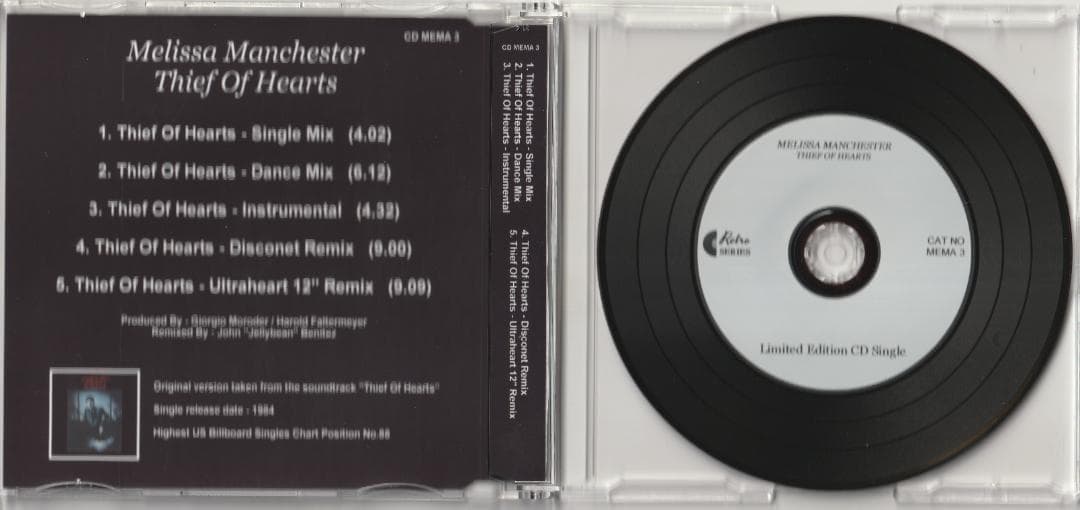 CD MEMA 3
Melissa Manchester
Thief Of Hearts
1. Thief Of Hearts - Single Mix (4.02)
2. Thief Of Hearts - Dance Mix (6.12)
3. Thief Of Hearts - Instrumental (4.32)
4. Thief Of Hearts - Disconet Remix (9.00)
5. Thief Of Hearts - Ultraheart 12" Remix (9.09)
Produced By : Giorgio Moroder / Harold Faltermeyer
Remixed By - John "Jellybean" Benitez
Original version taken from the soundtrack "Thief Of Hearts"
Single release date : 1984
Highest US Billboard Singles Chart Position No.
CD MEMA 3
1. Thief Of Hearts - Single Mix
2. Thief Of Hearts - Dance Mix
3. Thief Of Hearts - Instrumental
4. Thief Of Hearts - Disconet Remix
5. Thief Of Hearts - Ultraheart 12" Remix
MELISSA MANCHESTER
THIEF OF HEARTS
Retro
SERIES
CAT NO
MEMA 3
Limited Edition CD Single